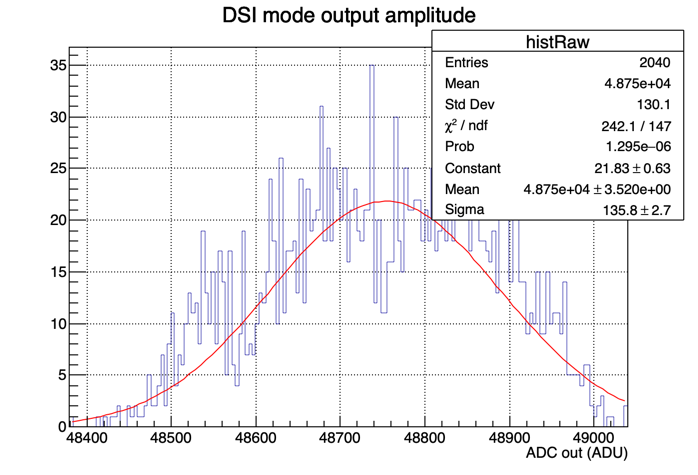 DSI mode output amplitude
histRaw
Entries 2040
Mean 4.875e+04
Std Dev 130.1
χ² / ndf 242.1 / 147
Prob 1.295e−06
Constant 21.83 ± 0.63
Mean 4.875e+04 ± 3.520e+00
Sigma 135.8 ± 2.7
35
30
25
20
15
10
5
0
48400 48500 48600 48700 48800 48900 49000
ADC out (ADU)